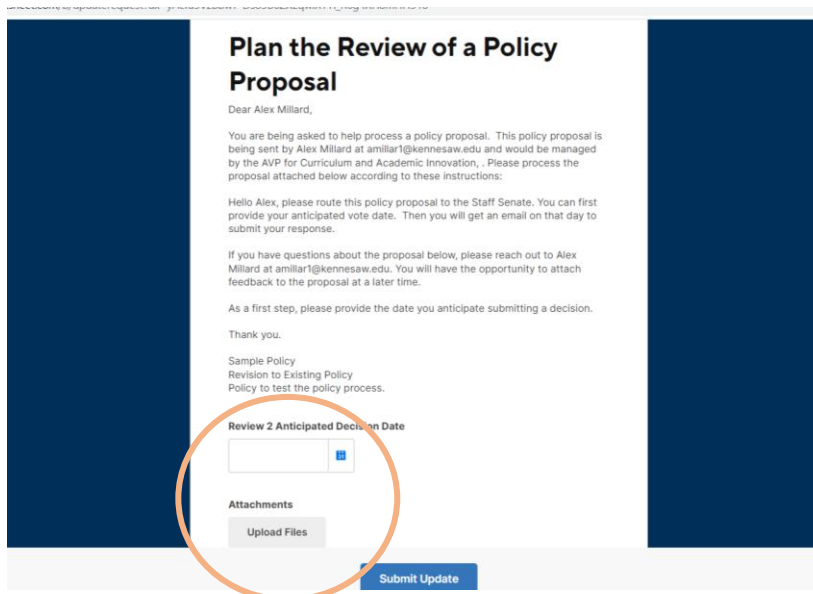 Plan the Review of a Policy
Proposal
Dear Alex Millard,
You are being asked to help process a policy proposal. This policy proposal is
being sent by Alex Millard at amillar1@kennesaw.edu and would be managed
by the AVP for Curriculum and Academic Innovation, . Please process the
proposal attached below according to these instructions:
Hello Alex, please route this policy proposal to the Staff Senate. You can first
provide your anticipated vote date. Then you will get an email on that day to
submit your response.
If you have questions about the proposal below, please reach out to Alex
Millard at amillar1@kennesaw.edu. You will have the opportunity to attach
feedback to the proposal at a later time.
As a first step, please provide the date you anticipate submitting a decision.
Thank you.
Sample Policy
Revision to Existing Policy
Policy to test the policy process.
Review 2 Anticipated Decision Date
Attachments
Upload Files
Submit Update